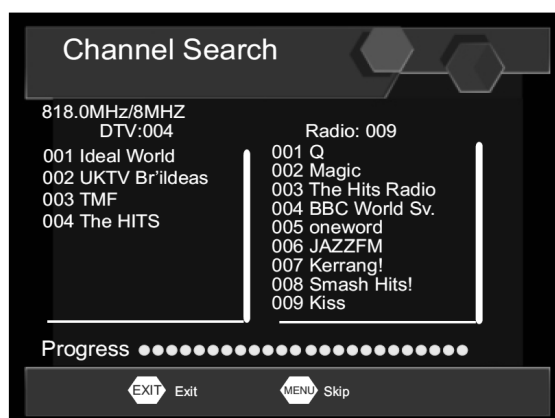 Channel Search
818.0MHz/8MHZ
DTV:004
001 Ideal World
002 UKTV Br'ildeas
003 TMF
004 The HITS
Radio: 009
001 Q
002 Magic
003 The Hits Radio
004 BBC World Sv.
005 oneword
006 JAZZFM
007 Kerrang!
008 Smash Hits!
009 Kiss
Progress
EXIT Exit
MENU Skip